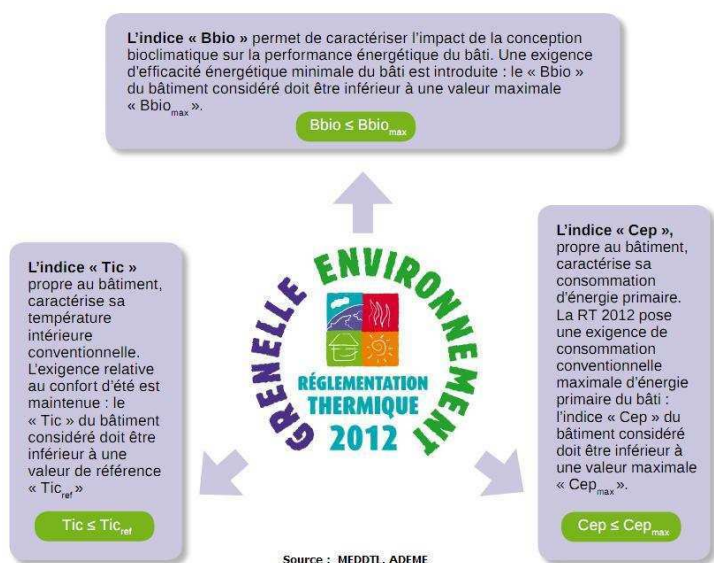 L'indice « Bbio » permet de caractériser l'impact de la conception
bioclimatique sur la performance énergétique du bâti. Une exigence
d'efficacité énergétique minimale du bâti est introduite : le « Bbio »
du bâtiment considéré doit être inférieur à une valeur maximale
« Bbiomax ».
Bbio ≤ Bbiomax
L'indice « Tic »
propre au bâtiment,
caractérise sa
température
intérieure
conventionnelle.
L'exigence relative
au confort d'été est
maintenue : le
« Tic » du bâtiment
considéré doit être
inférieur à une
valeur de référence
« Ticref »
Tic ≤ Ticref
GRENELLE ENVIRONNEMENT
RÉGLEMENTATION
THERMIQUE
2012
L'indice « Cep »,
propre au bâtiment,
caractérise sa
consommation
d'énergie primaire.
La RT 2012 pose
une exigence de
consommation
conventionnelle
maximale d'énergie
primaire du bâti :
l'indice « Cep » du
bâtiment considéré
doit être inférieur à
une valeur maximale
« Cepmax ».
Cep ≤ Cepmax
Source : MEDDTL, ADEME